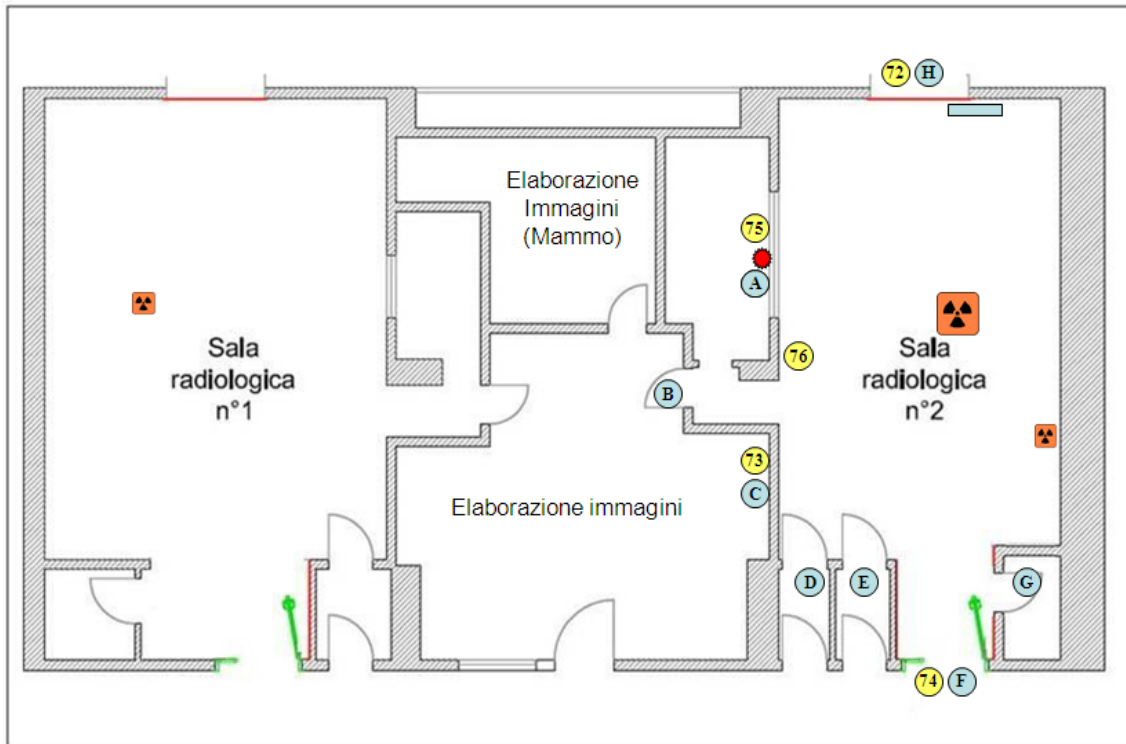 72
H
Elaborazione
Immagini
(Mammo)
75
A
Sala
radiologica
n°1
76
Sala
radiologica
n°2
B
73
C
Elaborazione immagini
D
E
G
74
F